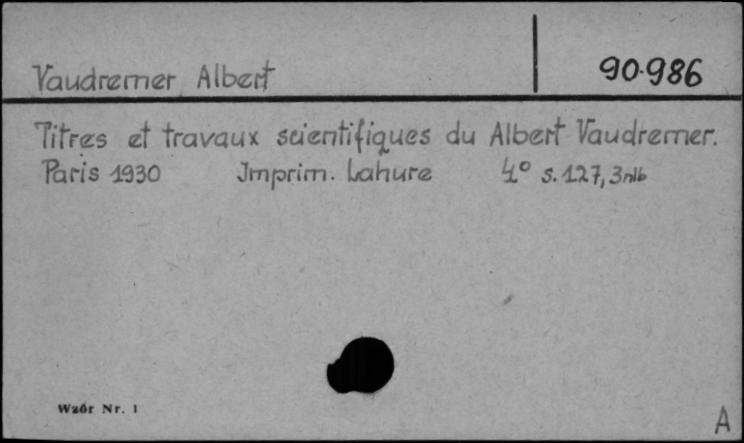 Vaudremer Albert
90.986
Titres et travaux scientifiques du Albert Vaudremer.
Paris 1930 Imprim. Lahure 4° s. 127, 3nlb
Wzór Nr. 1
A